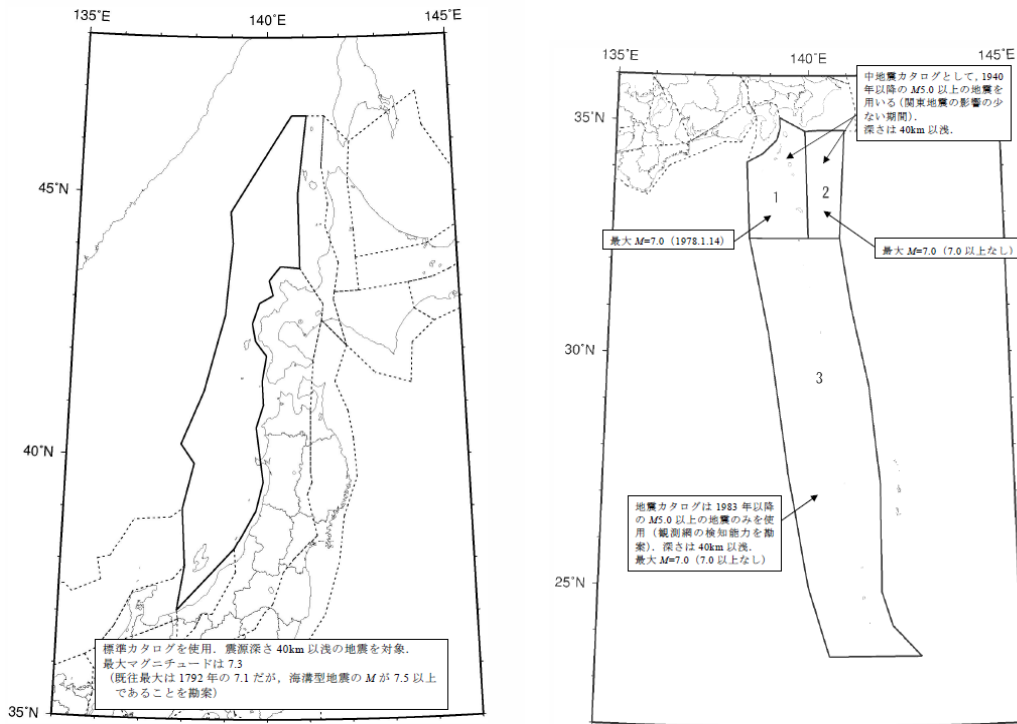 135°E
140°E
145°E
45°N
40°N
35°N
標準カタログを使用．震源深さ 40km 以浅の地震を対象．
最大マグニチュードは 7.3
（既往最大は 1792 年の 7.1 だが，海溝型地震の M が 7.5 以上
であることを勘案）
135°E
140°E
145°E
35°N
30°N
25°N
中地震カタログとして，1940
年以降の M5.0 以上の地震を
用いる（関東地震の影響の少
ない期間）．
深さは 40km 以浅．
1
2
最大 M=7.0（1978.1.14）
最大 M=7.0（7.0 以上なし）
3
地震カタログは 1983 年以降
の M5.0 以上の地震のみを使
用（観測網の検知能力を勘
案）．深さは 40km 以浅．
最大 M=7.0（7.0 以上なし）